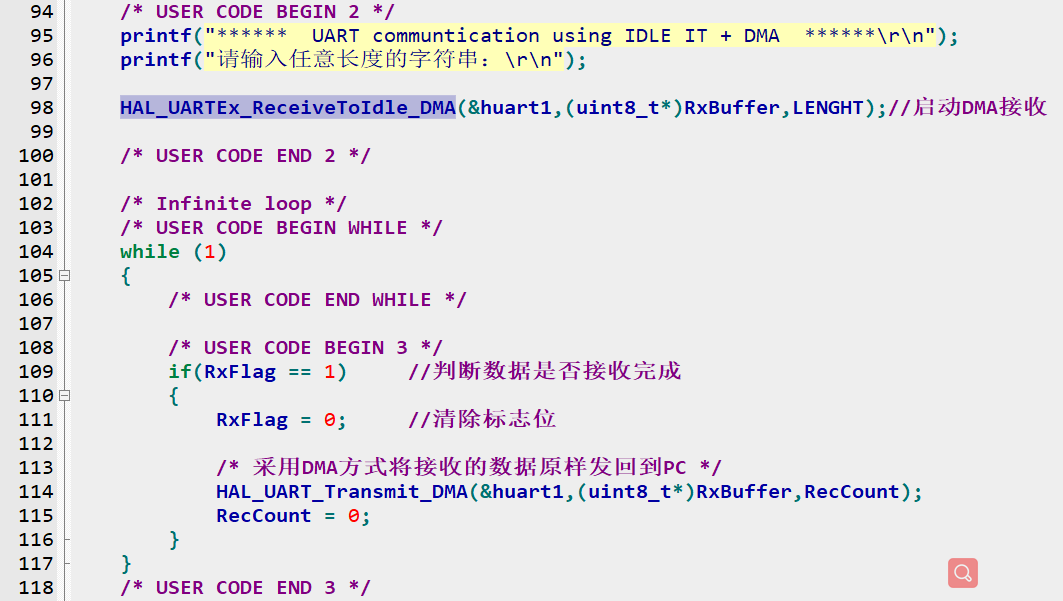 94 /* USER CODE BEGIN 2 */
95 printf("******  UART communtication using IDLE IT + DMA  ******\r\n");
96 printf("请输入任意长度的字符串：\r\n");
97
98 HAL_UARTEx_ReceiveToIdle_DMA(&huart1,(uint8_t*)RxBuffer,LENGHT);//启动DMA接收
99
100 /* USER CODE END 2 */
101
102 /* Infinite loop */
103 /* USER CODE BEGIN WHILE */
104 while (1)
105 {
106 /* USER CODE END WHILE */
107
108 /* USER CODE BEGIN 3 */
109 if(RxFlag == 1)     //判断数据是否接收完成
110 {
111 RxFlag = 0;     //清除标志位
112
113 /* 采用DMA方式将接收的数据原样发回到PC */
114 HAL_UART_Transmit_DMA(&huart1,(uint8_t*)RxBuffer,RecCount);
115 RecCount = 0;
116 }
117 }
118 /* USER CODE END 3 */